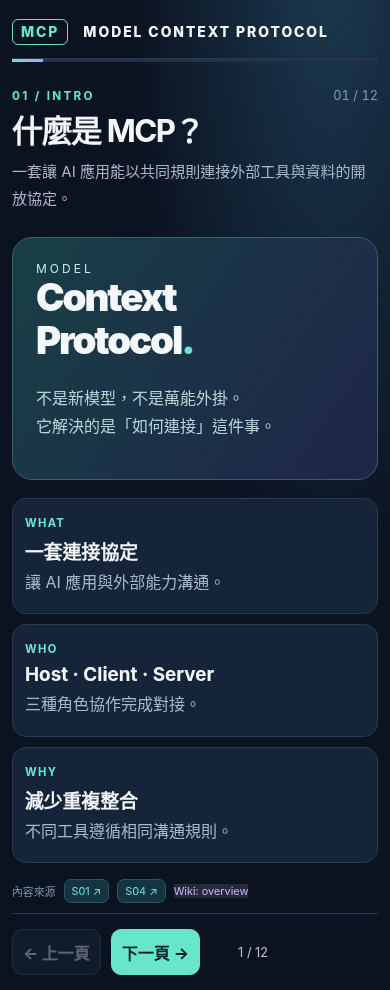 MCP MODEL CONTEXT PROTOCOL
01 / INTRO 01 / 12
什麼是 MCP？
一套讓 AI 應用能以共同規則連接外部工具與資料的開
放協定。
MODEL
Context
Protocol.
不是新模型，不是萬能外掛。
它解決的是「如何連接」這件事。
WHAT
一套連接協定
讓 AI 應用與外部能力溝通。
WHO
Host · Client · Server
三種角色協作完成對接。
WHY
減少重複整合
不同工具遵循相同溝通規則。
內容來源 S01 ↗ S04 ↗ Wiki: overview
← 上一頁 下一頁 → 1 / 12